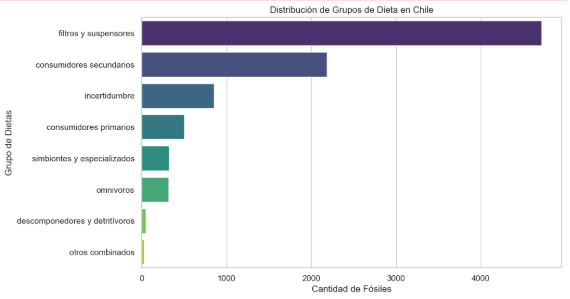 Distribución de Grupos de Dieta en Chile
Grupo de Dietas
filtros y suspensores
consumidores secundarios
incertidumbre
consumidores primarios
simbiontes y especializados
omnivoros
descomponedores y detritívoros
otros combinados
0 1000 2000 3000 4000
Cantidad de Fósiles